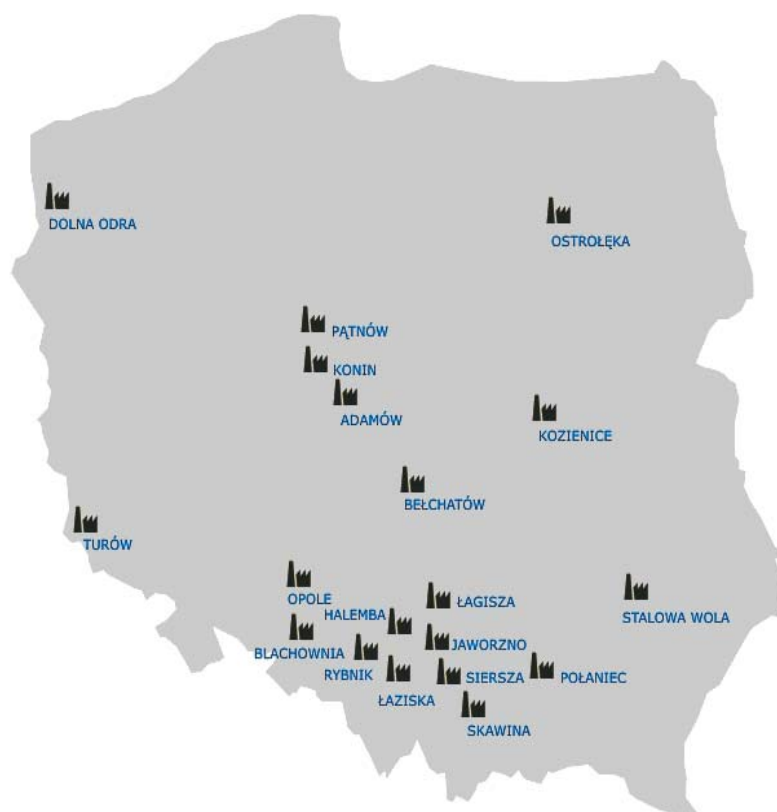 DOLNA ODRA
OSTROŁĘKA
PĄTNÓW
KONIN
ADAMÓW
KOZIENICE
BEŁCHATÓW
TURÓW
OPOLE
ŁAGISZA
STALOWA WOLA
HALEMBA
JAWORZNO
BLACHOWNIA
RYBNIK
SIERSZA
POŁANIEC
ŁAZISKA
SKAWINA